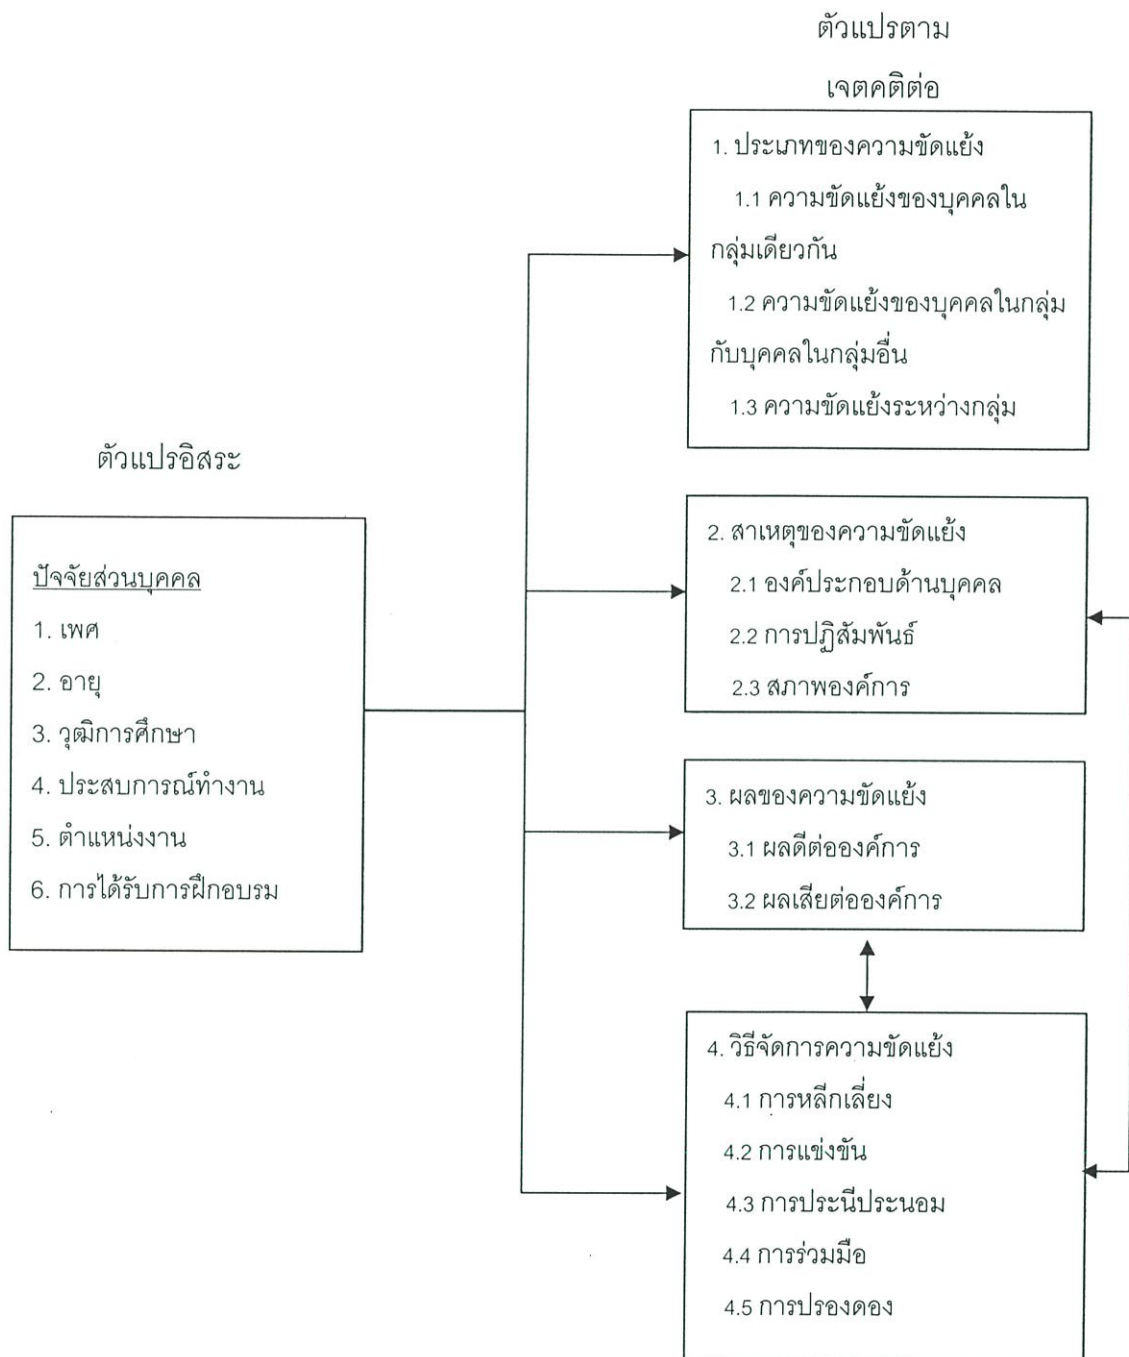 ตัวแปรตาม
เจตคติต่อ
1. ประเภทของความขัดแย้ง
1.1 ความขัดแย้งของบุคคลใน
กลุ่มเดียวกัน
1.2 ความขัดแย้งของบุคคลในกลุ่ม
กับบุคคลในกลุ่มอื่น
1.3 ความขัดแย้งระหว่างกลุ่ม
ตัวแปรอิสระ
ปัจจัยส่วนบุคคล
1. เพศ
2. อายุ
3. วุฒิการศึกษา
4. ประสบการณ์ทำงาน
5. ตำแหน่งงาน
6. การได้รับการฝึกอบรม
2. สาเหตุของความขัดแย้ง
2.1 องค์ประกอบด้านบุคคล
2.2 การปฏิสัมพันธ์
2.3 สภาพองค์การ
3. ผลของความขัดแย้ง
3.1 ผลดีต่อองค์การ
3.2 ผลเสียต่อองค์การ
4. วิธีจัดการความขัดแย้ง
4.1 การหลีกเลี่ยง
4.2 การแข่งขัน
4.3 การประนีประนอม
4.4 การร่วมมือ
4.5 การปรองดอง